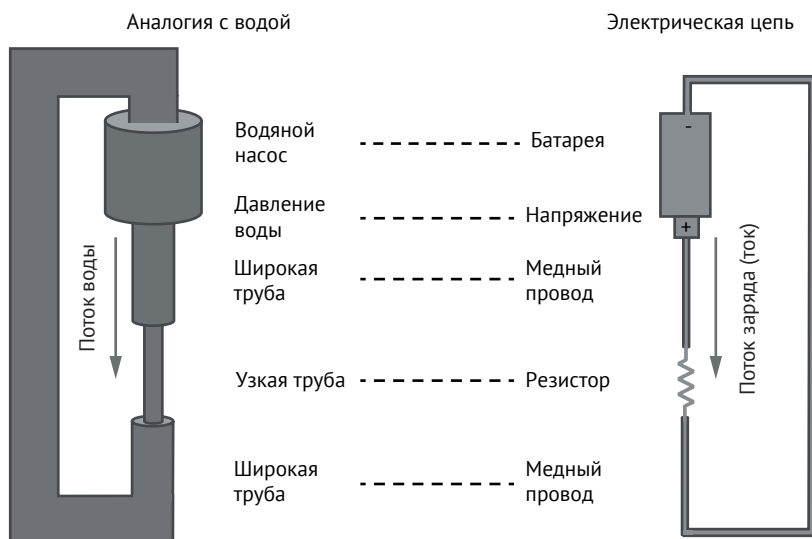 Аналогия с водой
Электрическая цепь
Водяной
насос
Батарея
-
Давление
воды
Напряжение
+
Широкая
труба
Медный
провод
Поток воды
Поток заряда (ток)
Узкая труба
Резистор
Широкая
труба
Медный
провод